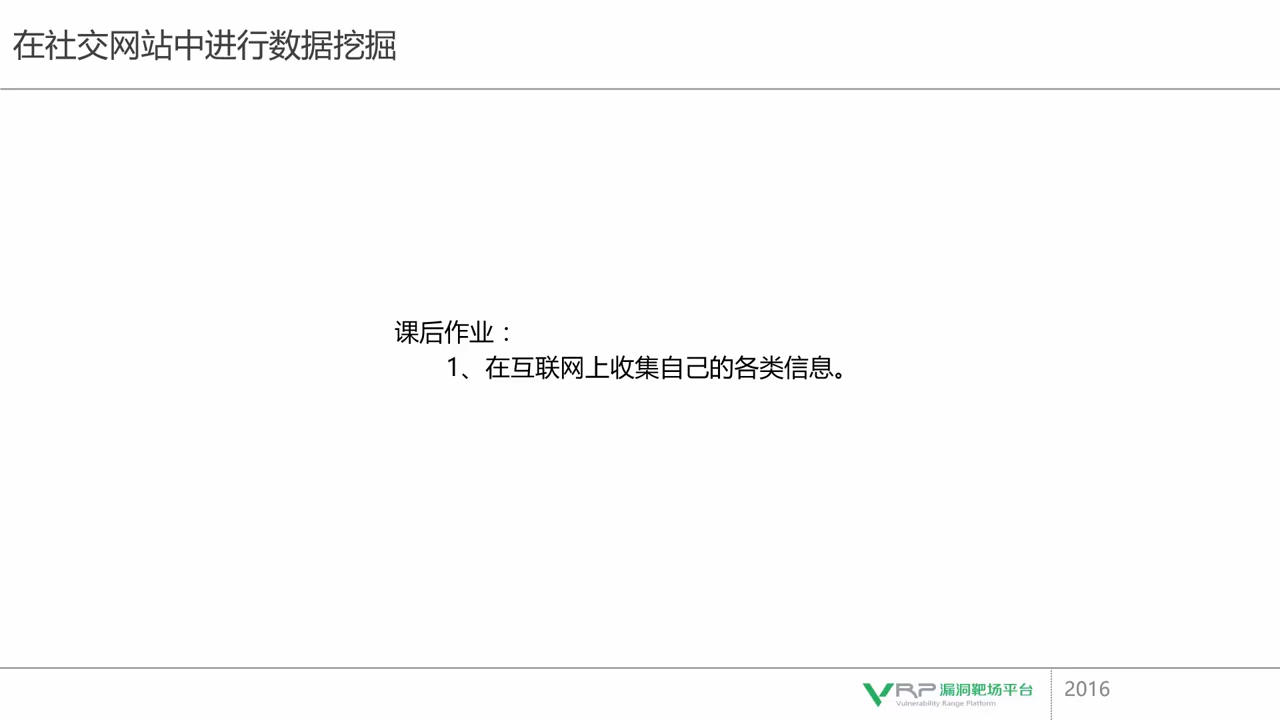 在社交网站中进行数据挖掘
课后作业：
1、在互联网上收集自己的各类信息。
VRP 漏洞靶场平台
Vulnerability Range Platform
2016